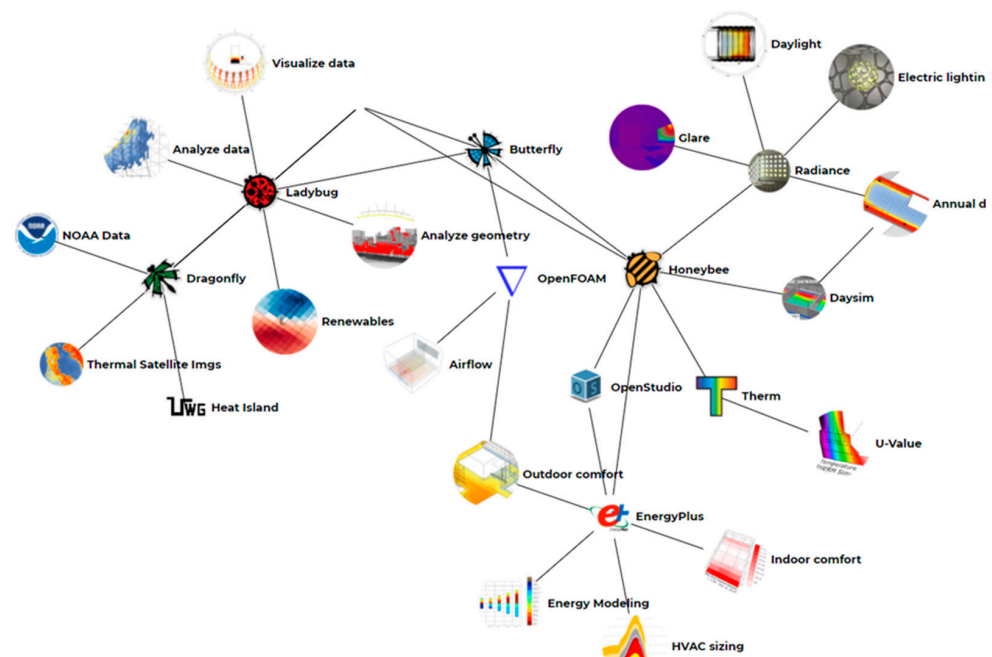 Daylight
Visualize data
Electric lightin
Glare
Analyze data
Butterfly
Radiance
Ladybug
Annual d
NOAA Data
Analyze geometry
Dragonfly
OpenFOAM
Honeybee
Daysim
Renewables
Thermal Satellite Imgs
Airflow
OS
OpenStudio
Therm
UWG Heat Island
U-Value
Outdoor comfort
e+ EnergyPlus
Indoor comfort
Energy Modeling
HVAC sizing